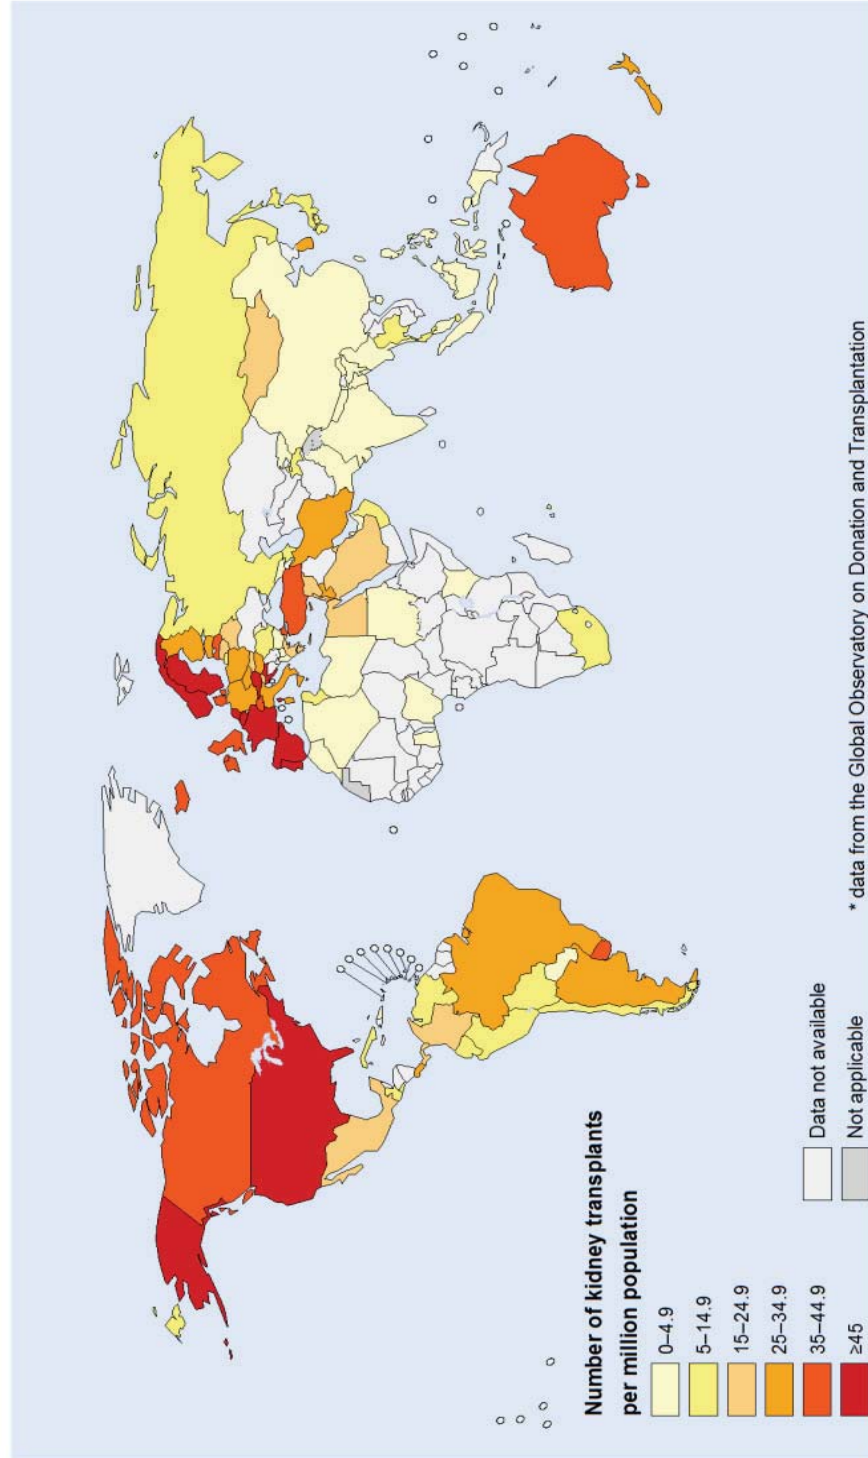 Number of kidney transplants
per million population
0–4.9
5–14.9
15–24.9
25–34.9
35–44.9
≥45
Data not available
Not applicable
* data from the Global Observatory on Donation and Transplantation